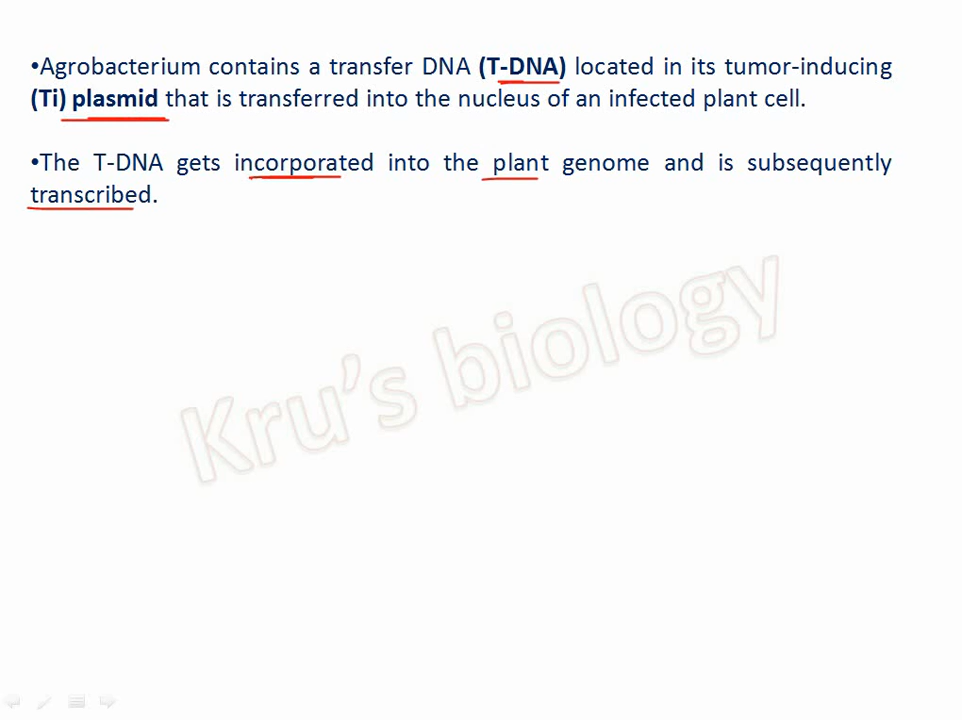 •Agrobacterium contains a transfer DNA (T-DNA) located in its tumor-inducing
(Ti) plasmid that is transferred into the nucleus of an infected plant cell.
•The T-DNA gets incorporated into the plant genome and is subsequently
transcribed.
Kru's biology